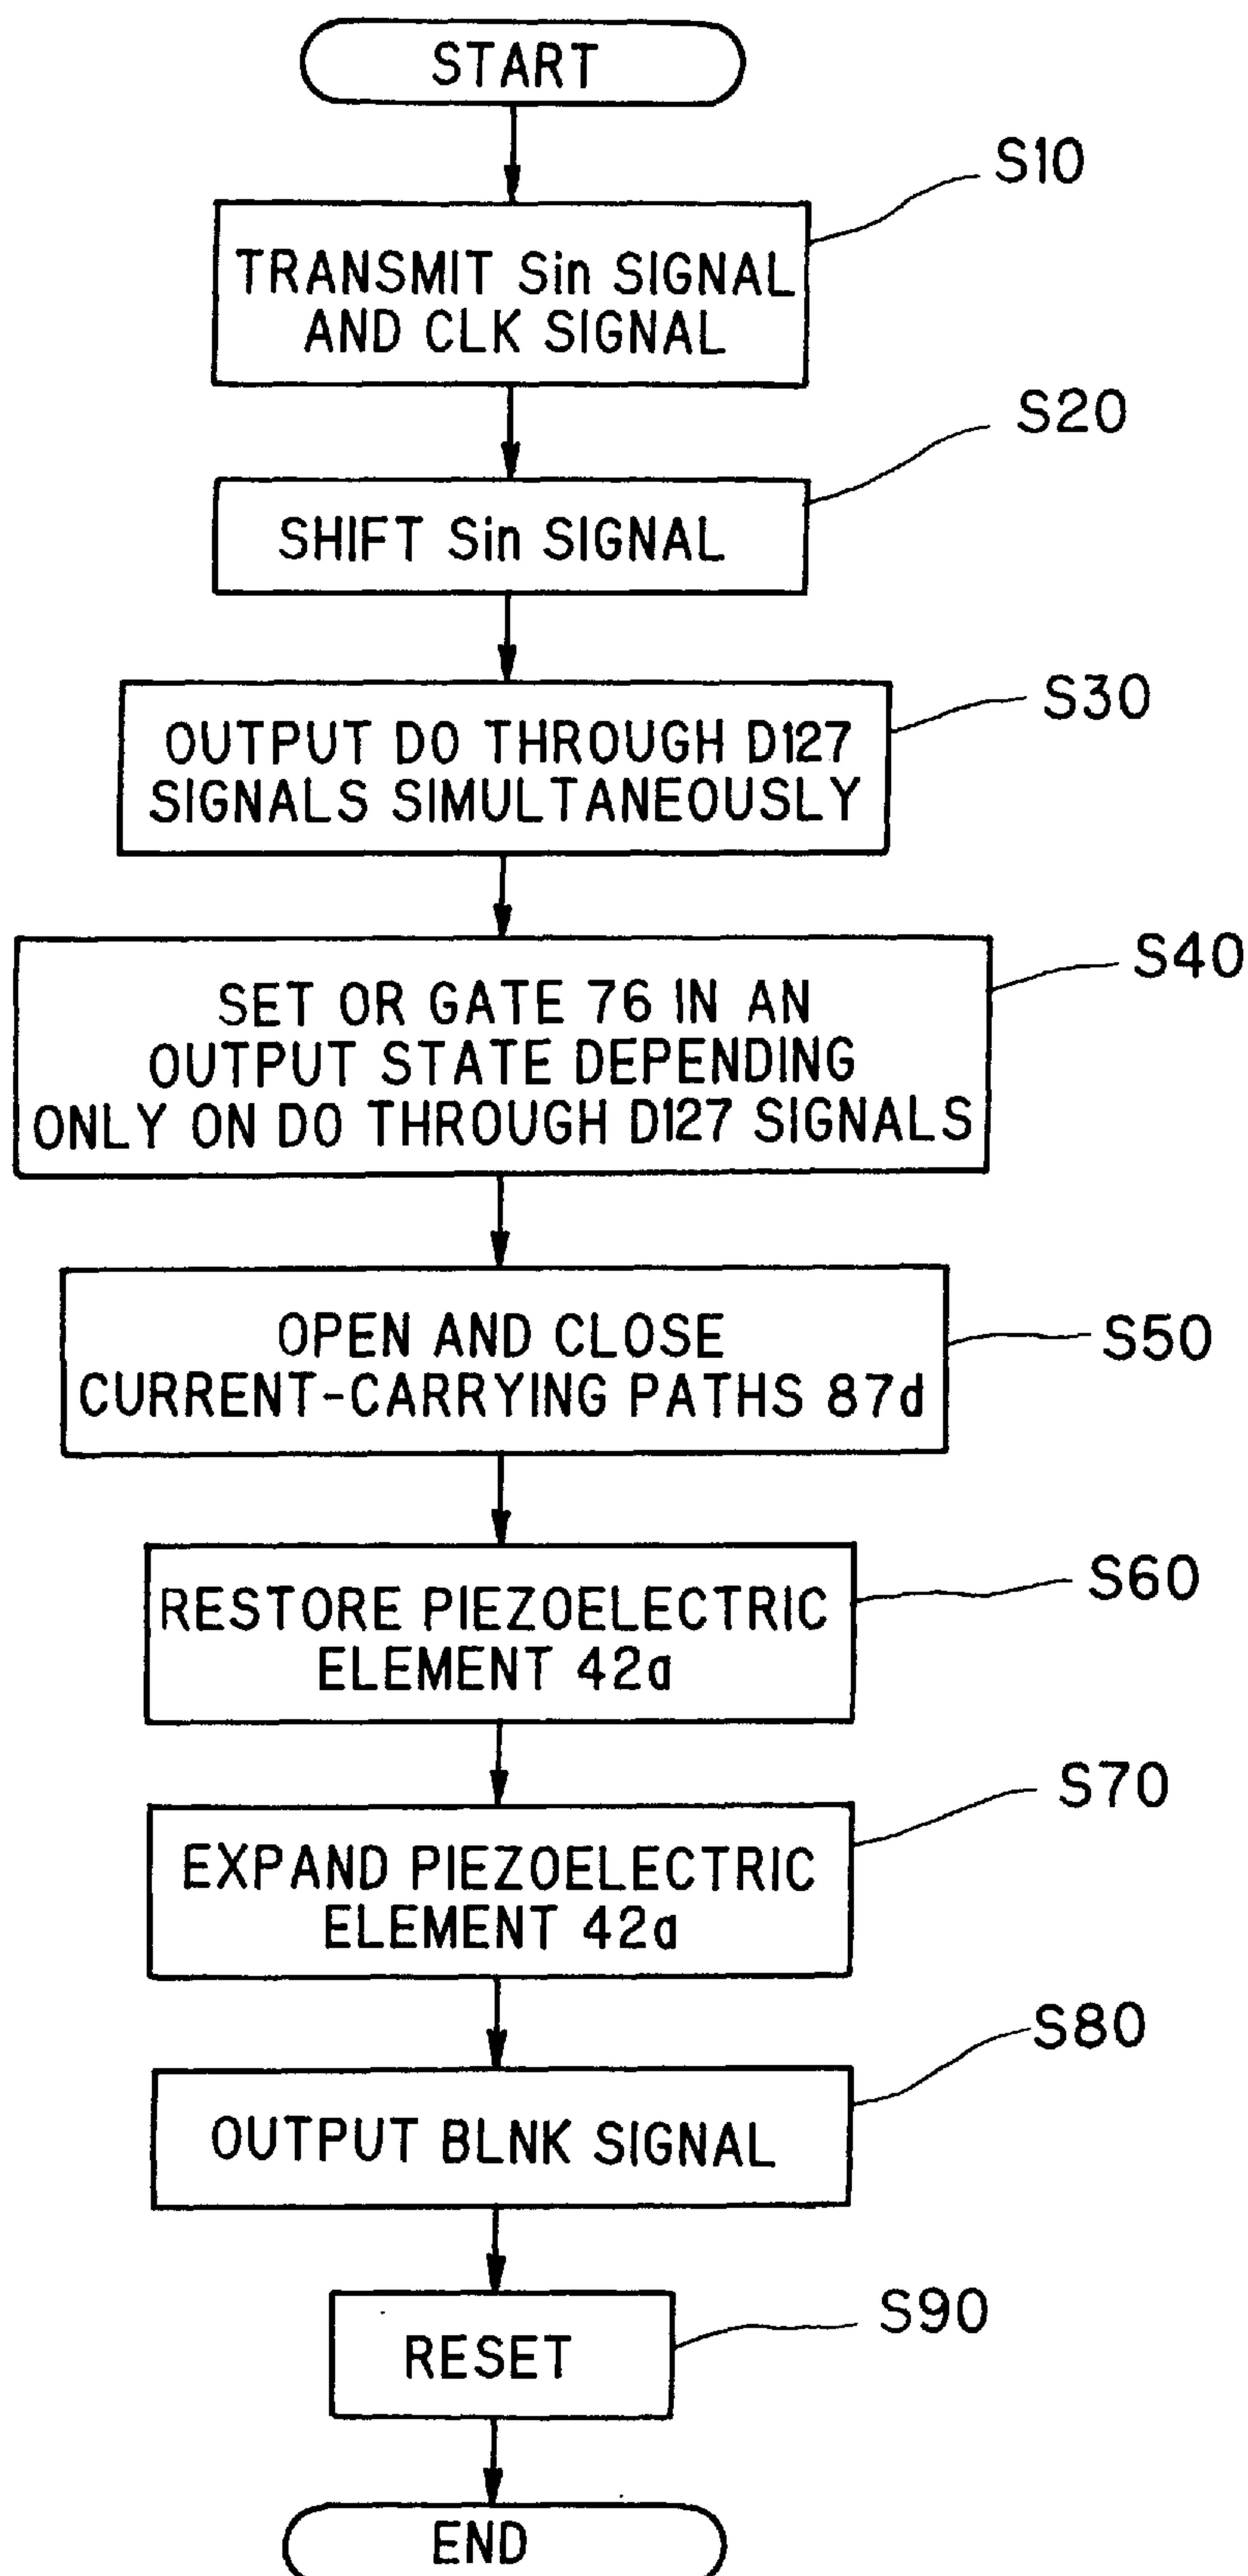 START
S10
TRANSMIT Sin SIGNAL
AND CLK SIGNAL
S20
SHIFT Sin SIGNAL
S30
OUTPUT D0 THROUGH D127
SIGNALS SIMULTANEOUSLY
S40
SET OR GATE 76 IN AN
OUTPUT STATE DEPENDING
ONLY ON D0 THROUGH D127 SIGNALS
S50
OPEN AND CLOSE
CURRENT-CARRYING PATHS 87d
S60
RESTORE PIEZOELECTRIC
ELEMENT 42a
S70
EXPAND PIEZOELECTRIC
ELEMENT 42a
S80
OUTPUT BLNK SIGNAL
S90
RESET
END